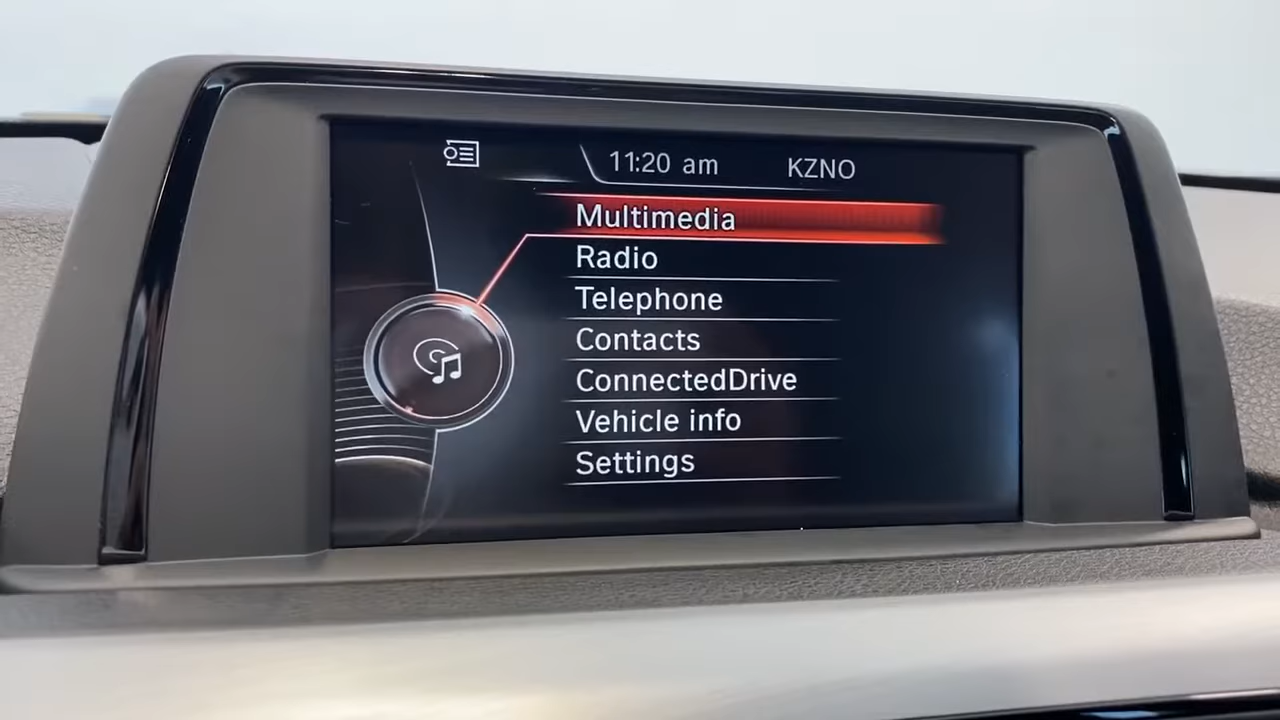 11:20 am KZNO
Multimedia
Radio
Telephone
Contacts
ConnectedDrive
Vehicle info
Settings